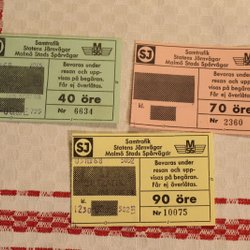 Samtrafik
Statens Järnvägar
Malmö Stads Spårvägar
Bevaras under
resan och upp-
visas på begäran.
Får ej överlåtas.
40 öre
Nr 6634
SJ
Samtrafik
Statens Järnvägar
Malmö Stads Spårvägar
M
Bevaras under
resan och upp-
visas på begäran.
Får ej överlåtas.
kl.
70 öre
Nr 2360
SJ
Samtrafik
Statens Järnvägar
Malmö Stads Spårvägar
M
Bevaras under
resan och upp-
visas på begäran.
Får ej överlåtas.
kl.
90 öre
Nr 10075